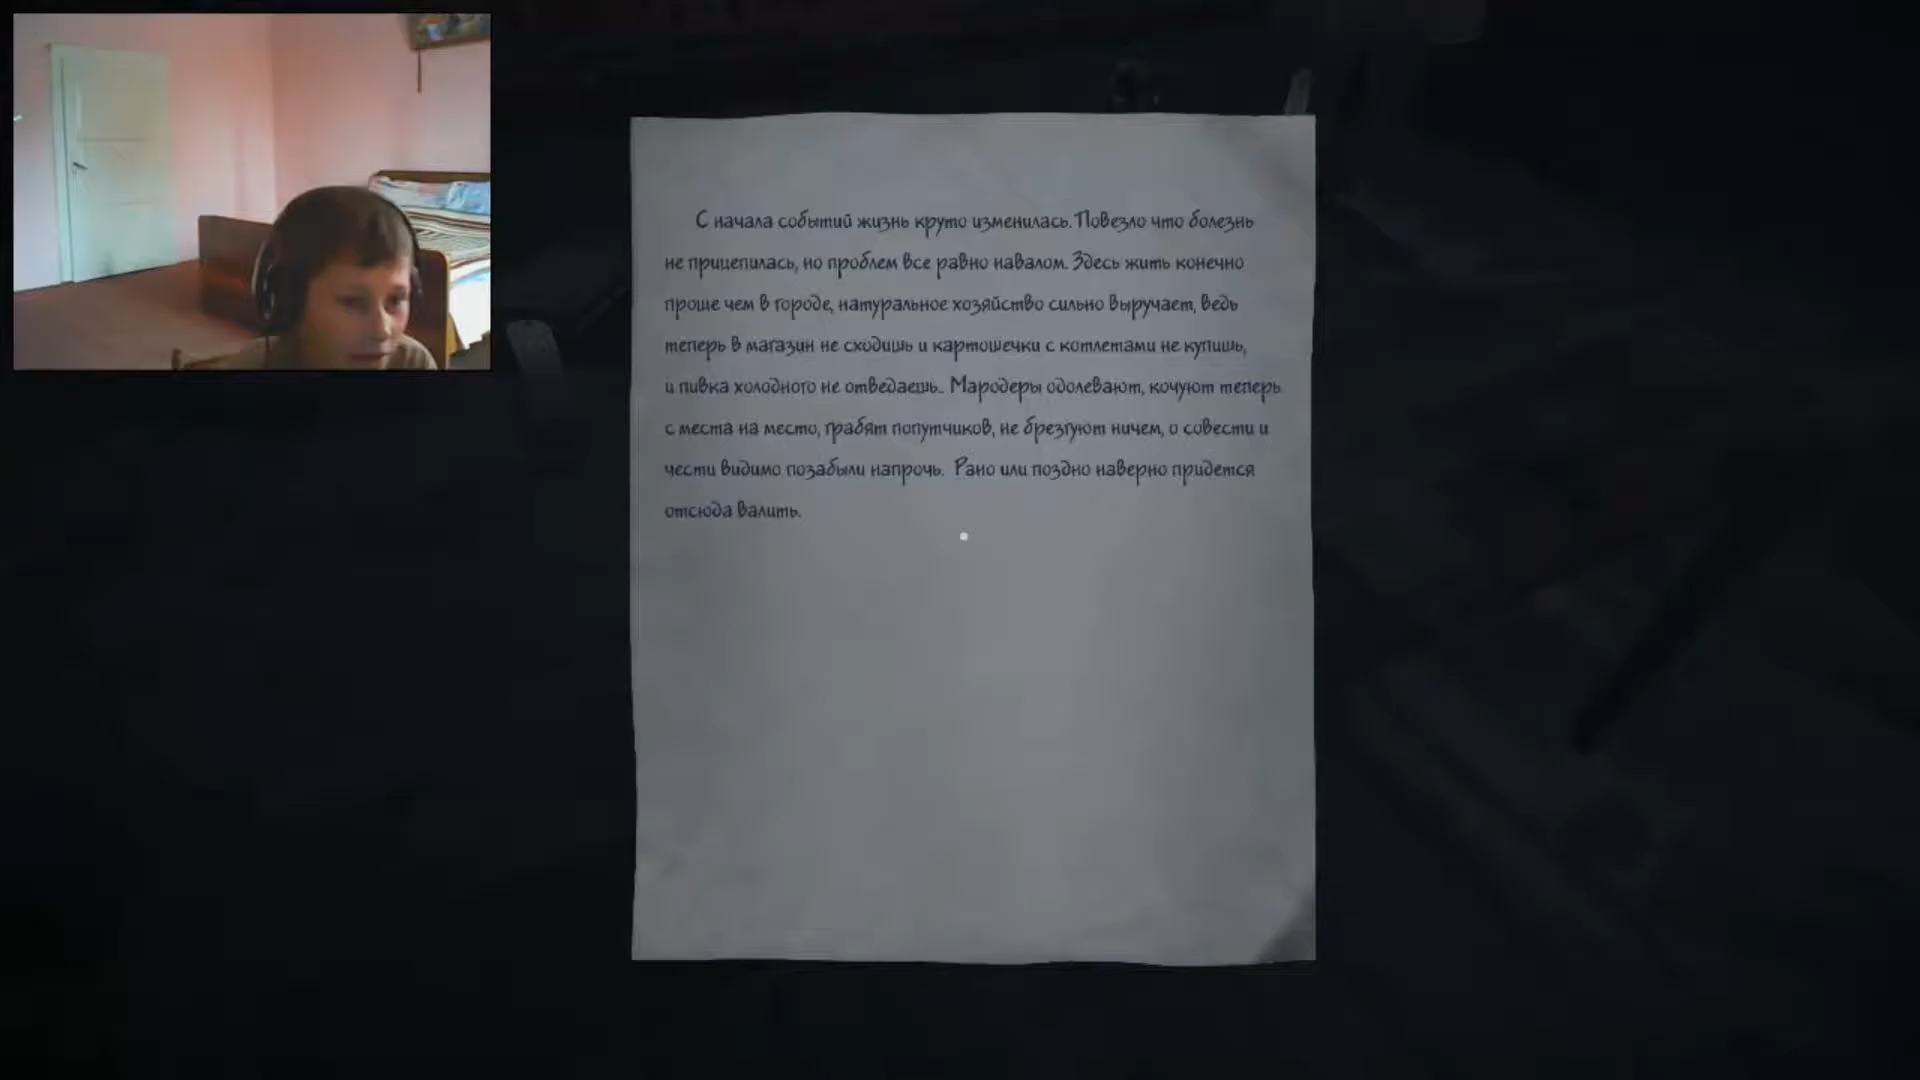 С начала событий жизнь круто изменилась. Повезло что болезнь
не прицепилась, но проблем все равно навалом. Здесь жить конечно
проще чем в городе, натуральное хозяйство сильно выручает, ведь
теперь в магазин не сходишь и картошечки с котлетами не купишь,
и пивка холодного не отведаешь.. Мародеры одолевают, кочуют теперь
с места на место, грабят попутчиков, не брезгуют ничем, о совести и
чести видимо позабыли напрочь. Рано или поздно наверно придется
отсюда валить.